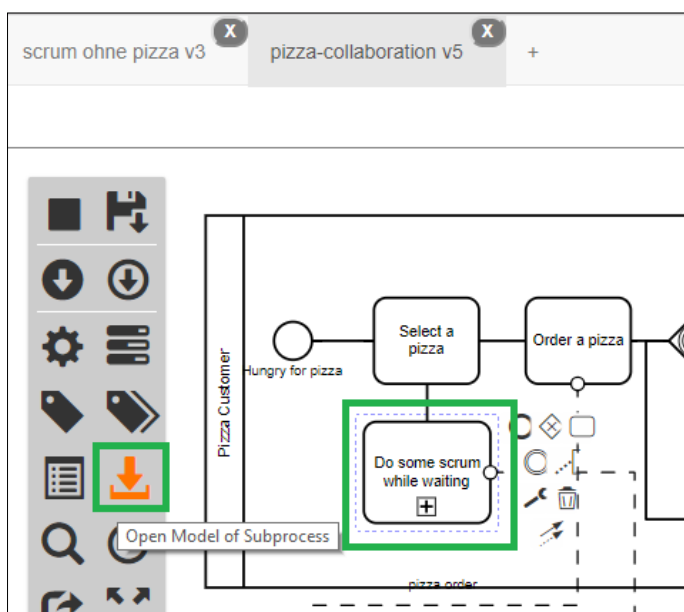 X
X
scrum ohne pizza v3
pizza-collaboration v5
+
Pizza Customer
Hungry for pizza
Select a
pizza
Order a pizza
Do some scrum
while waiting
Open Model of Subprocess
pizza order